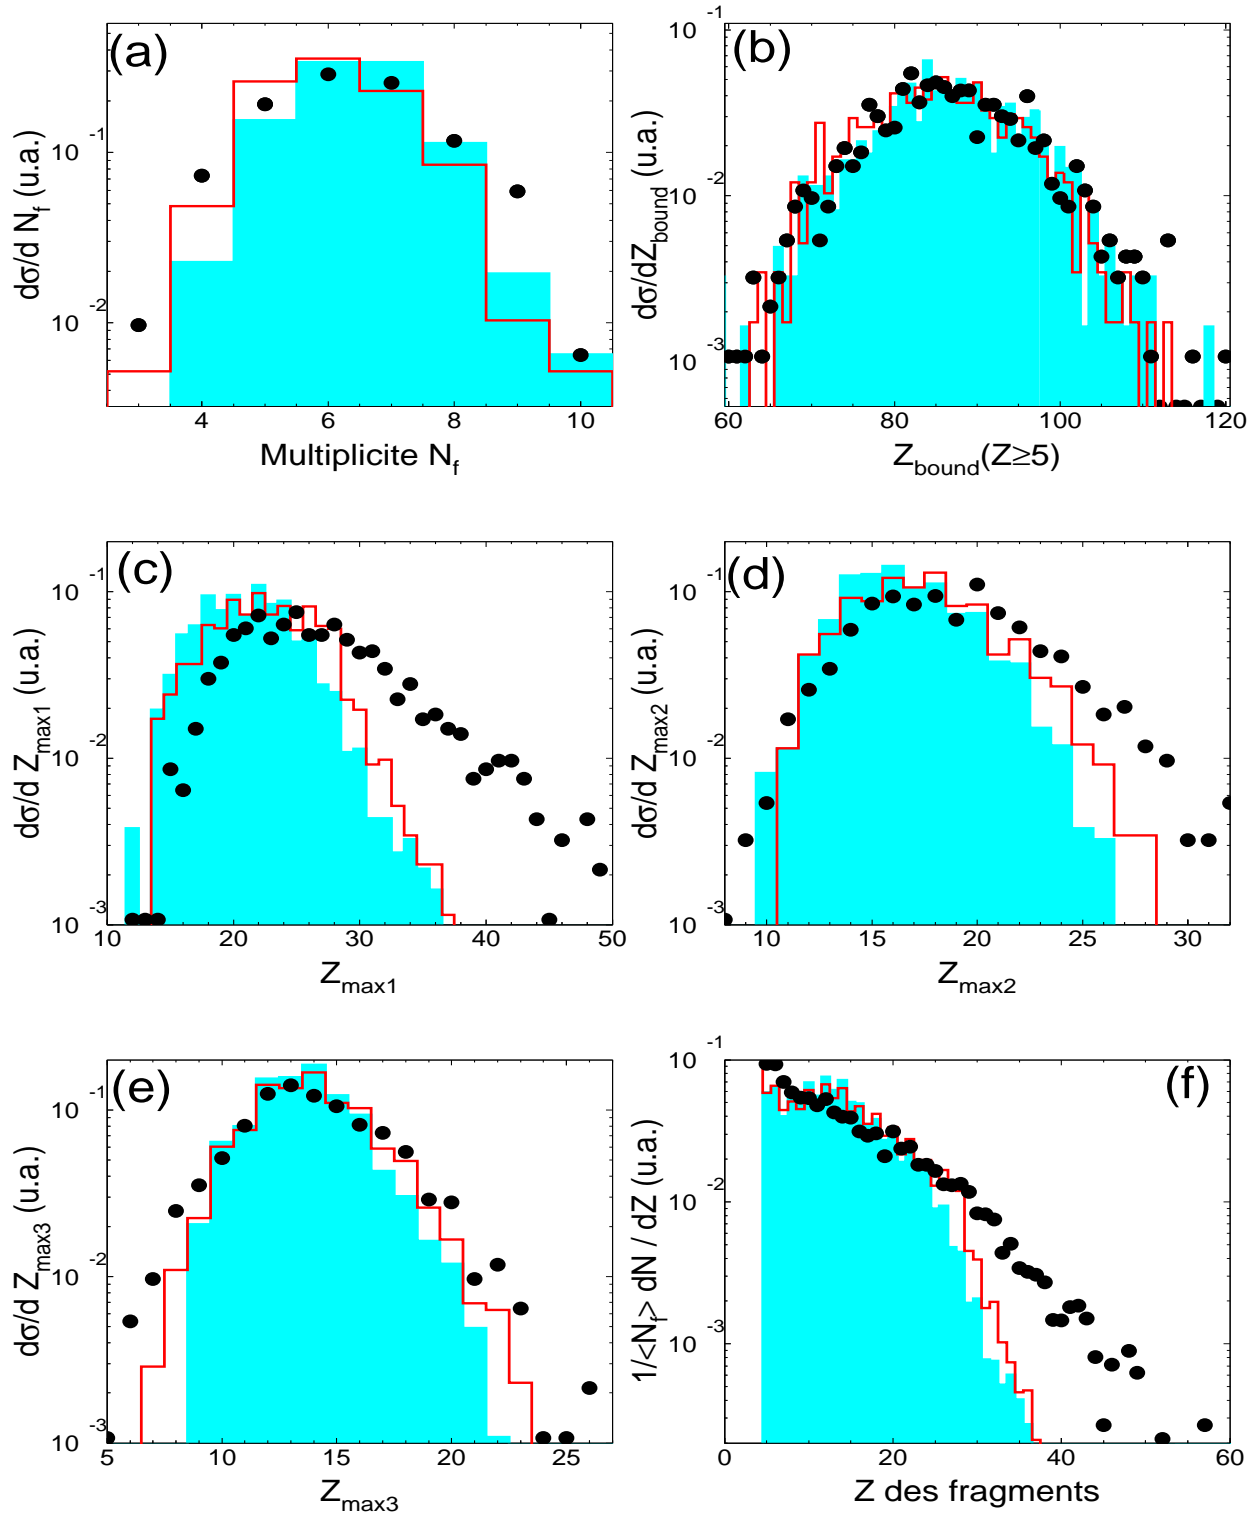 (a)
dσ/d N_f (u.a.)
10^-1
10^-2
4 6 8 10
Multiplicite N_f
(b)
dσ/dZ_bound (u.a.)
10^-1
10^-2
10^-3
60 80 100 120
Z_bound(Z≥5)
(c)
dσ/d Z_max1 (u.a.)
10^-1
10^-2
10^-3
10 20 30 40 50
Z_max1
(d)
dσ/d Z_max2 (u.a.)
10^-1
10^-2
10^-3
10 15 20 25 30
Z_max2
(e)
dσ/d Z_max3 (u.a.)
10^-1
10^-2
10^-3
5 10 15 20 25
Z_max3
(f)
1/<N_f> dN / dZ (u.a.)
10^-1
10^-2
10^-3
0 20 40 60
Z des fragments